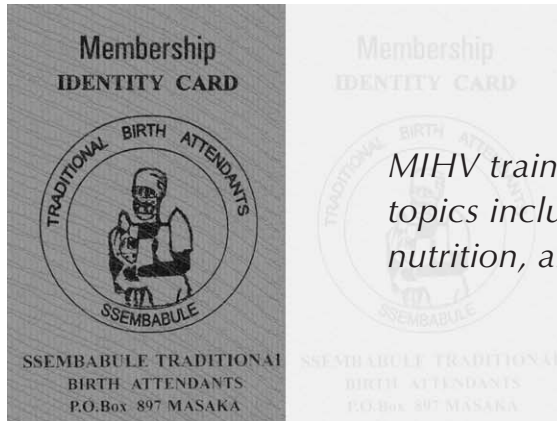 Membership
IDENTITY CARD
TRADITIONAL BIRTH ATTENDANTS
SSEMBABULE
SSEMBABULE TRADITIONAL
BIRTH ATTENDANTS
P.O.Box 897 MASAKA
Membership
IDENTITY CARD
TRADITIONAL BIRTH
SSEMBABULE
SSEMBABULE TRADITIONAL
BIRTH ATTENDANTS
P.O.Box 897 MASAKA
MIHV train
topics inclu
nutrition, a